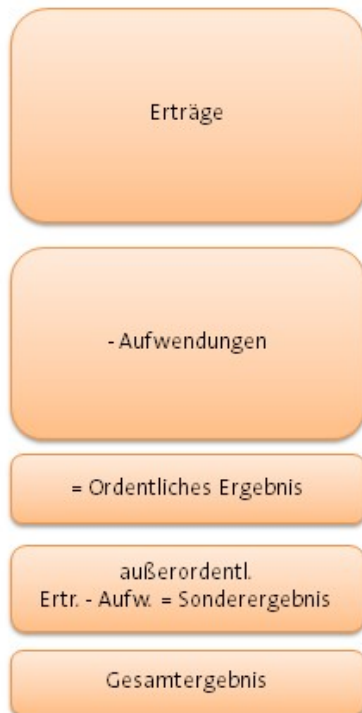 Erträge
- Aufwendungen
= Ordentliches Ergebnis
außerordentl.
Ertr. - Aufw. = Sonderergebnis
Gesamtergebnis